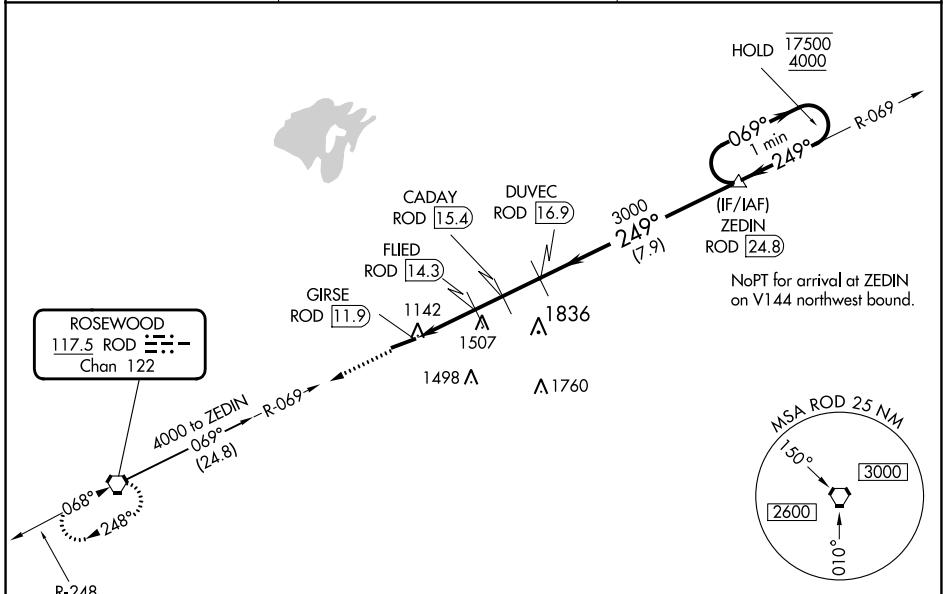 HOLD
17500
4000
069°
1 min
249°
R-069
(IF/IAF)
ZEDIN
ROD 24.8
NoPT for arrival at ZEDIN
on V144 northwest bound.
3000
249°
(7.9)
DUVEC
ROD 16.9
CADAY
ROD 15.4
FLIED
ROD 14.3
GIRSE
ROD 11.9
1142
1507
1836
1498
1760
ROSEWOOD
117.5 ROD
Chan 122
4000 to ZEDIN
069°
(24.8)
R-069
068°
248°
R-248
MSA ROD 25 NM
150°
3000
2600
010°